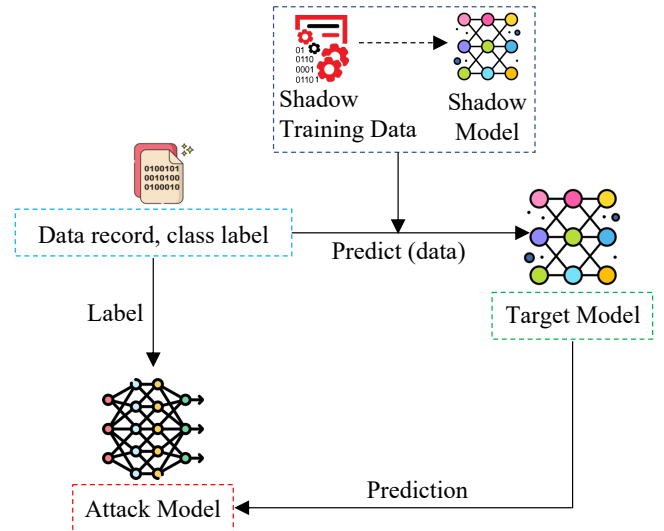 01
0110
0001
01101
Shadow
Training Data
Shadow
Model
0100101
0010100
0100010
Data record, class label
Predict (data)
Label
Target Model
Prediction
Attack Model